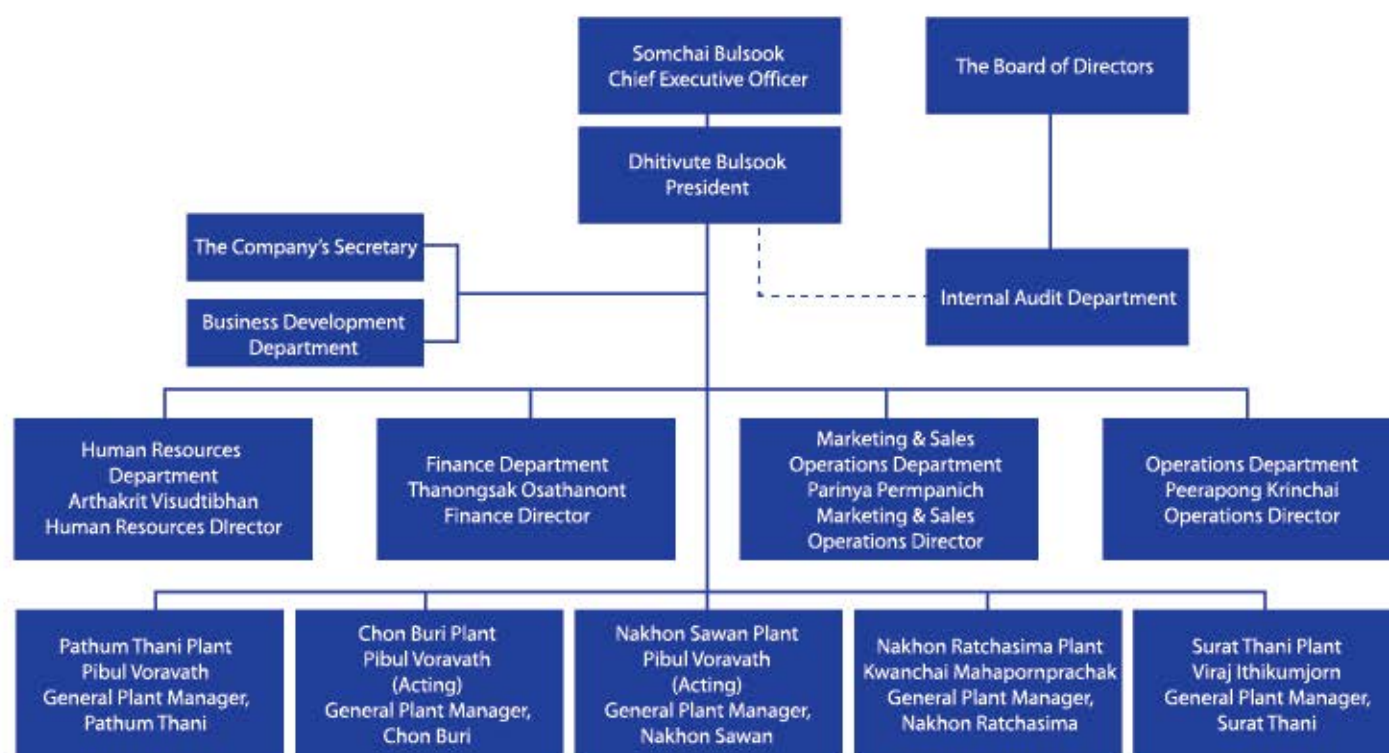 Somchai Bulsook
Chief Executive Officer
The Board of Directors
Dhitivute Bulsook
President
The Company's Secretary
Business Development
Department
Internal Audit Department
Human Resources
Department
Arthakrit Visudtibhan
Human Resources DIrector
Finance Department
Thanongsak Osathanont
Finance Director
Marketing & Sales
Operations Department
Parinya Permpanich
Marketing & Sales
Operations Director
Operations Department
Peerapong Krinchai
Operations Director
Pathum Thani Plant
Pibul Voravath
General Plant Manager,
Pathum Thani
Chon Buri Plant
Pibul Voravath
(Acting)
General Plant Manager,
Chon Buri
Nakhon Sawan Plant
Pibul Voravath
(Acting)
General Plant Manager,
Nakhon Sawan
Nakhon Ratchasima Plant
Kwanchai Mahapornprachak
General Plant Manager,
Nakhon Ratchasima
Surat Thani Plant
Viraj Ithikumjorn
General Plant Manager,
Surat Thani